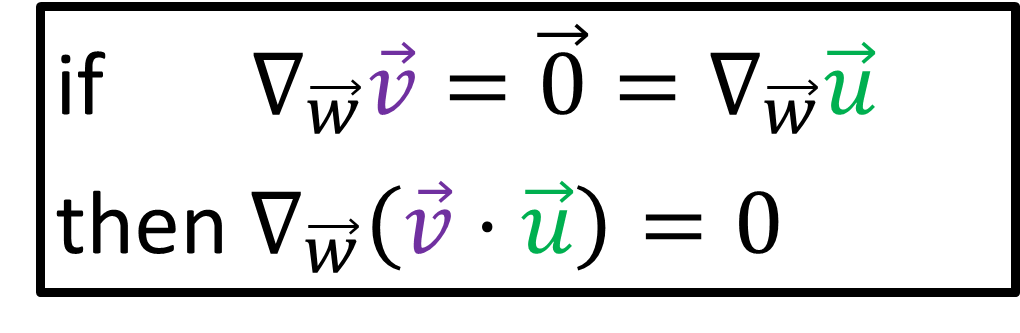 if ∇_w⃗ v⃗ = 0⃗ = ∇_w⃗ u⃗
then ∇_w⃗ (v⃗ · u⃗) = 0